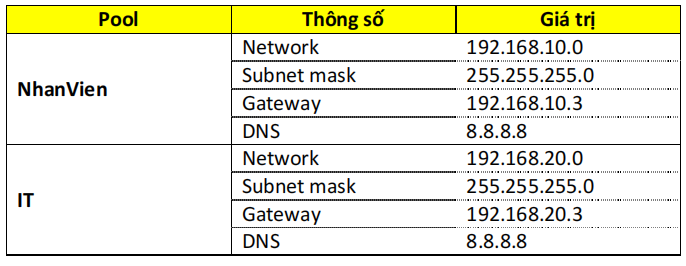 Pool Thông số Giá trị
NhanVien
Network 192.168.10.0
Subnet mask 255.255.255.0
Gateway 192.168.10.3
DNS 8.8.8.8
IT
Network 192.168.20.0
Subnet mask 255.255.255.0
Gateway 192.168.20.3
DNS 8.8.8.8